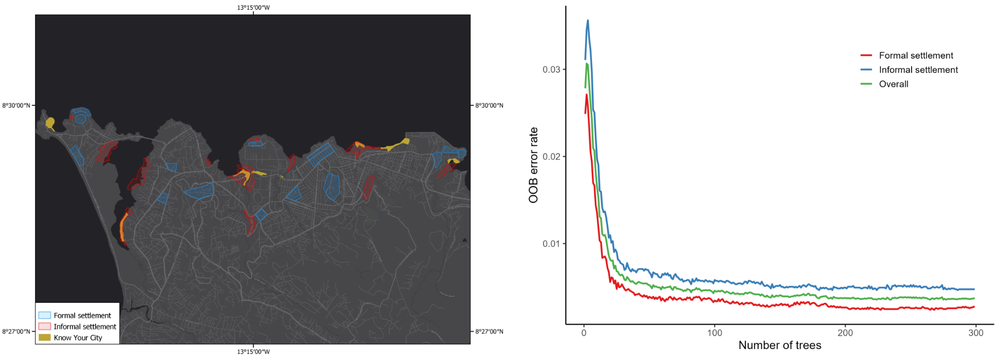 13°15′00″W
8°30′00″N
8°30′00″N
Formal settlement
Informal settlement
Know Your City
8°27′00″N
8°27′00″N
13°15′00″W
OOB error rate
0.03
0.02
0.01
Formal settlement
Informal settlement
Overall
0
100
200
300
Number of trees